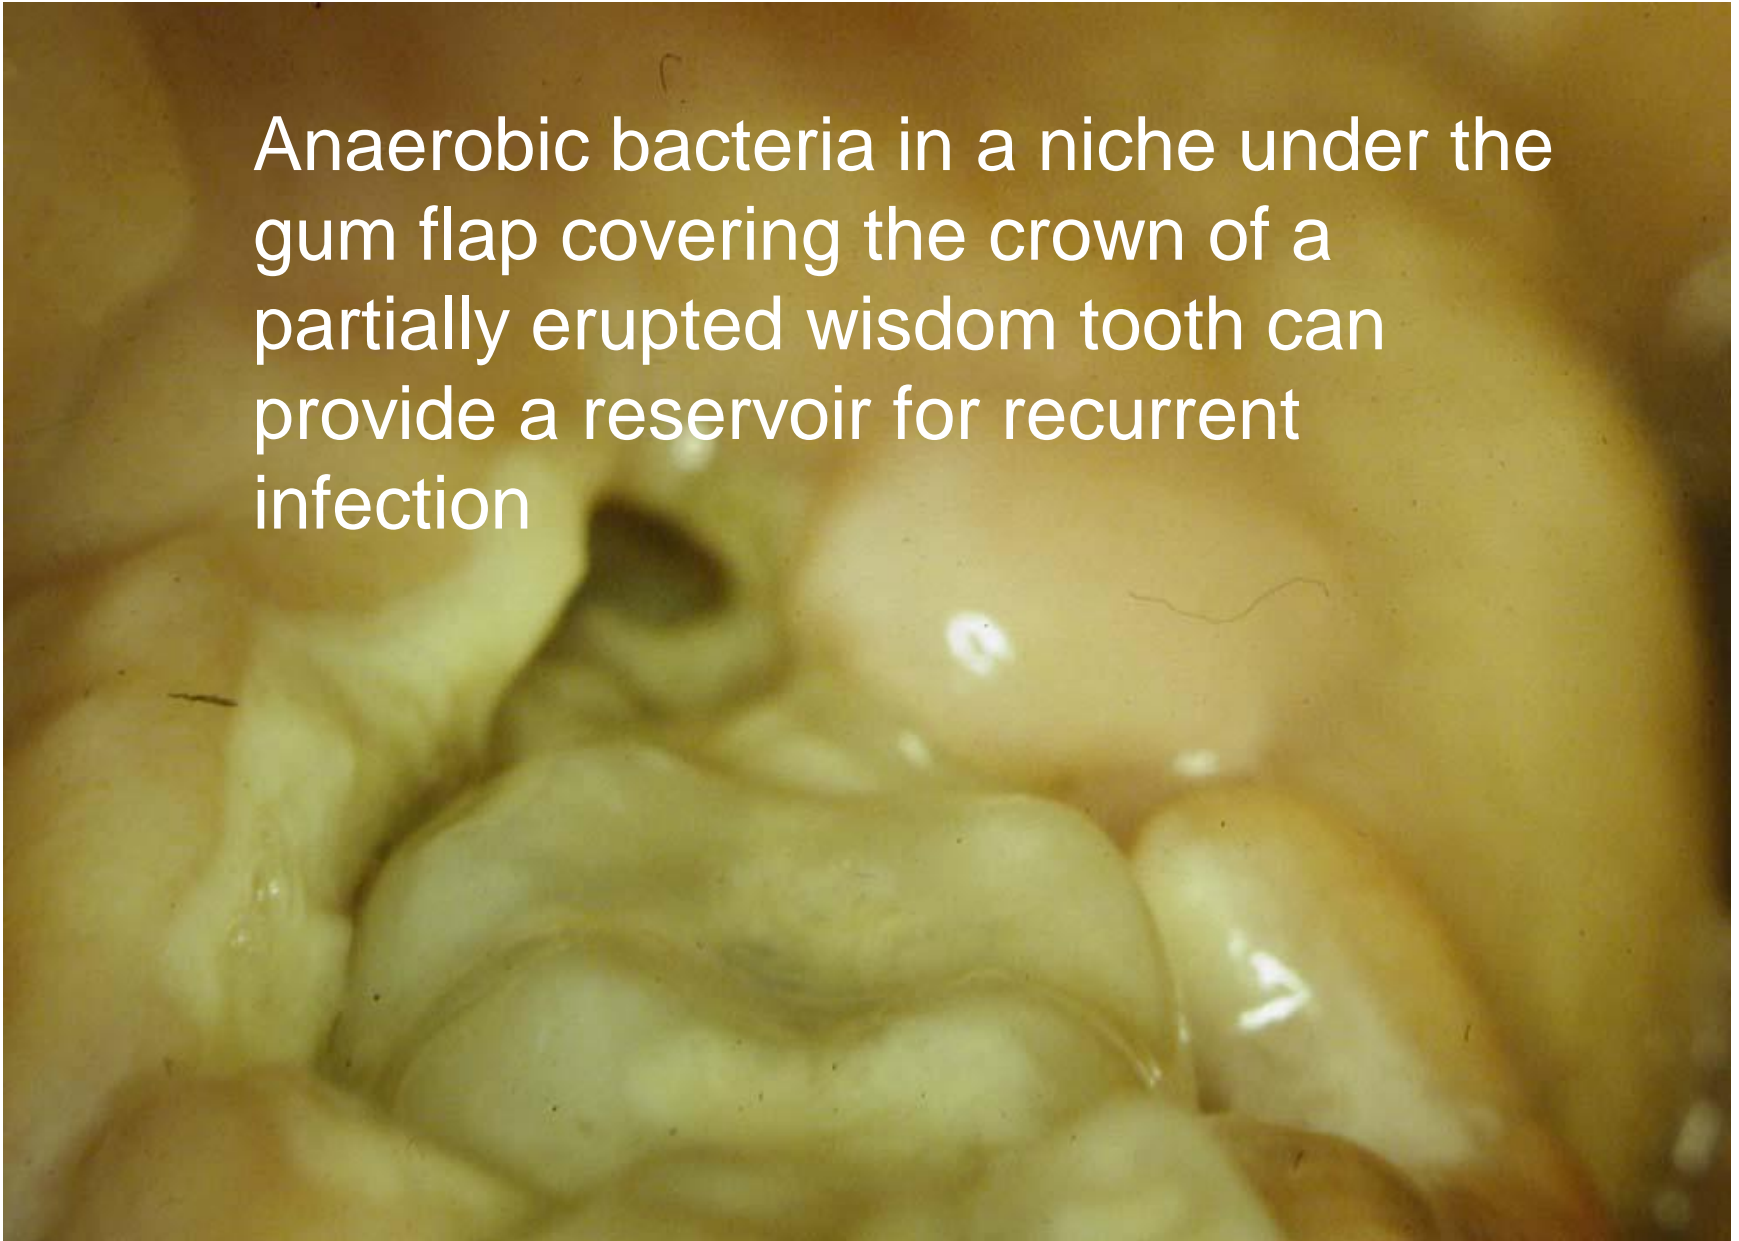 Anaerobic bacteria in a niche under the
gum flap covering the crown of a
partially erupted wisdom tooth can
provide a reservoir for recurrent
infection